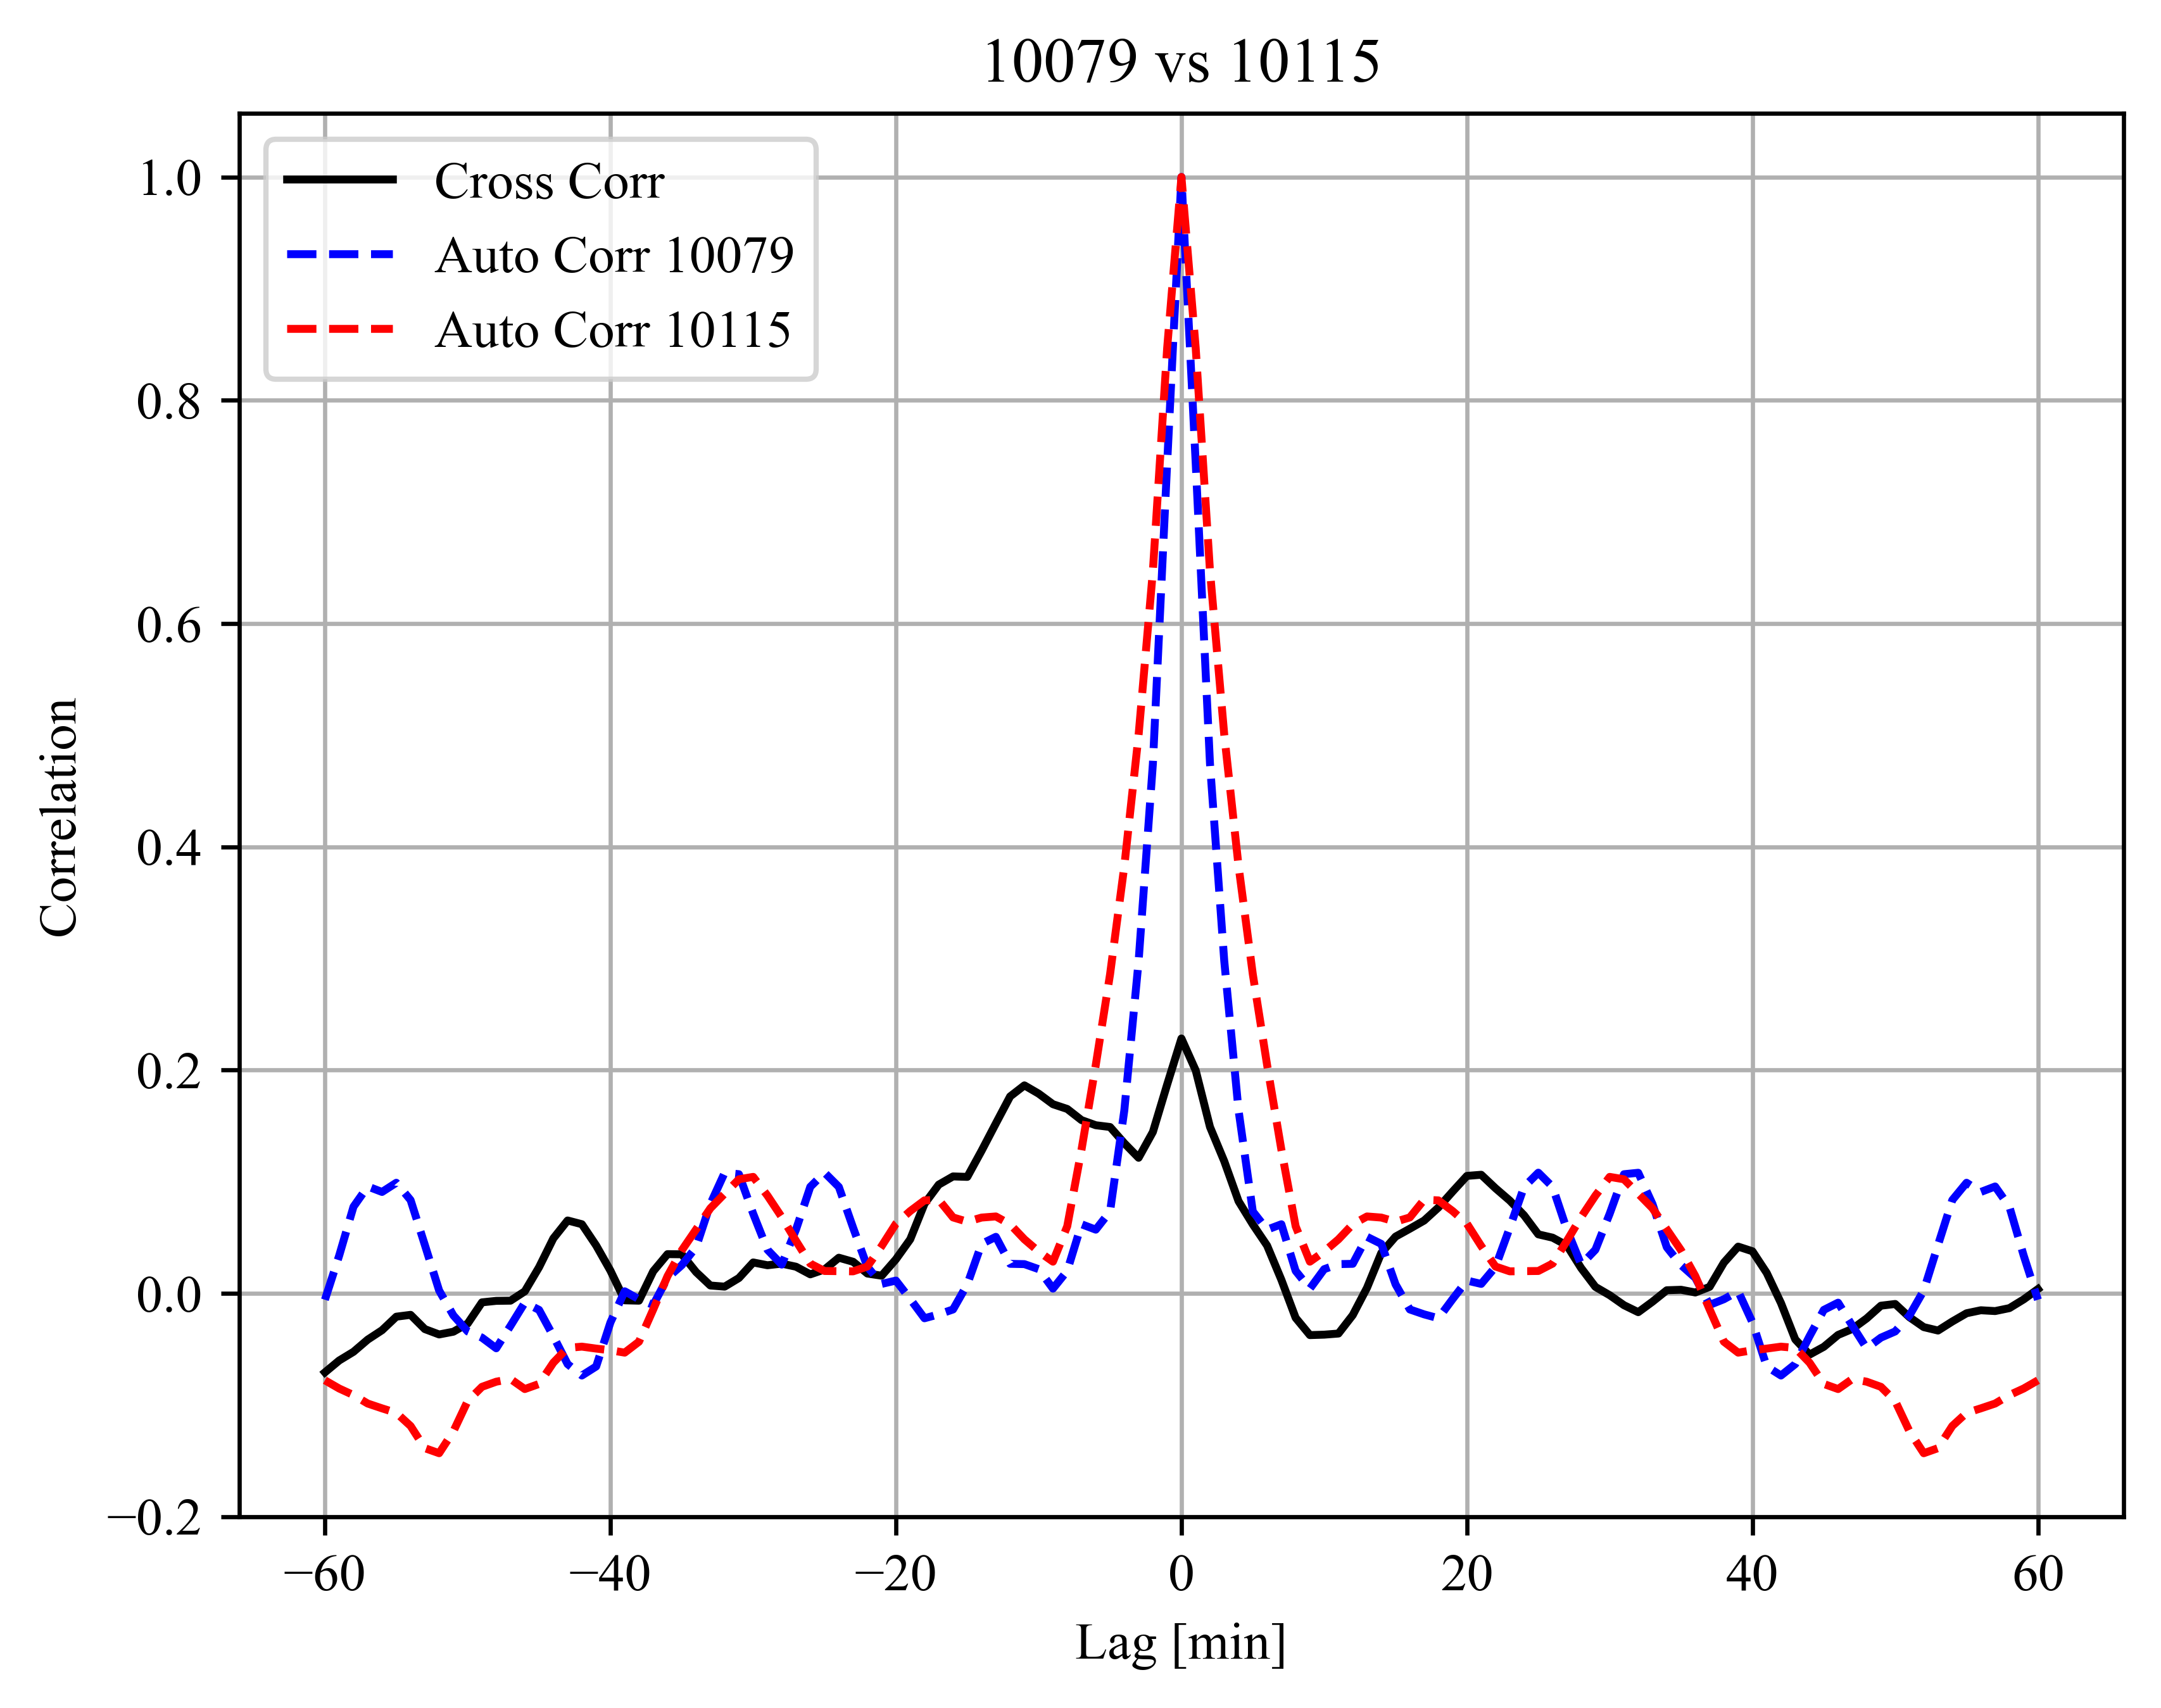 10079 vs 10115
Cross Corr
Auto Corr 10079
Auto Corr 10115
1.0
0.8
0.6
0.4
0.2
0.0
−0.2
Correlation
−60 −40 −20 0 20 40 60
Lag [min]